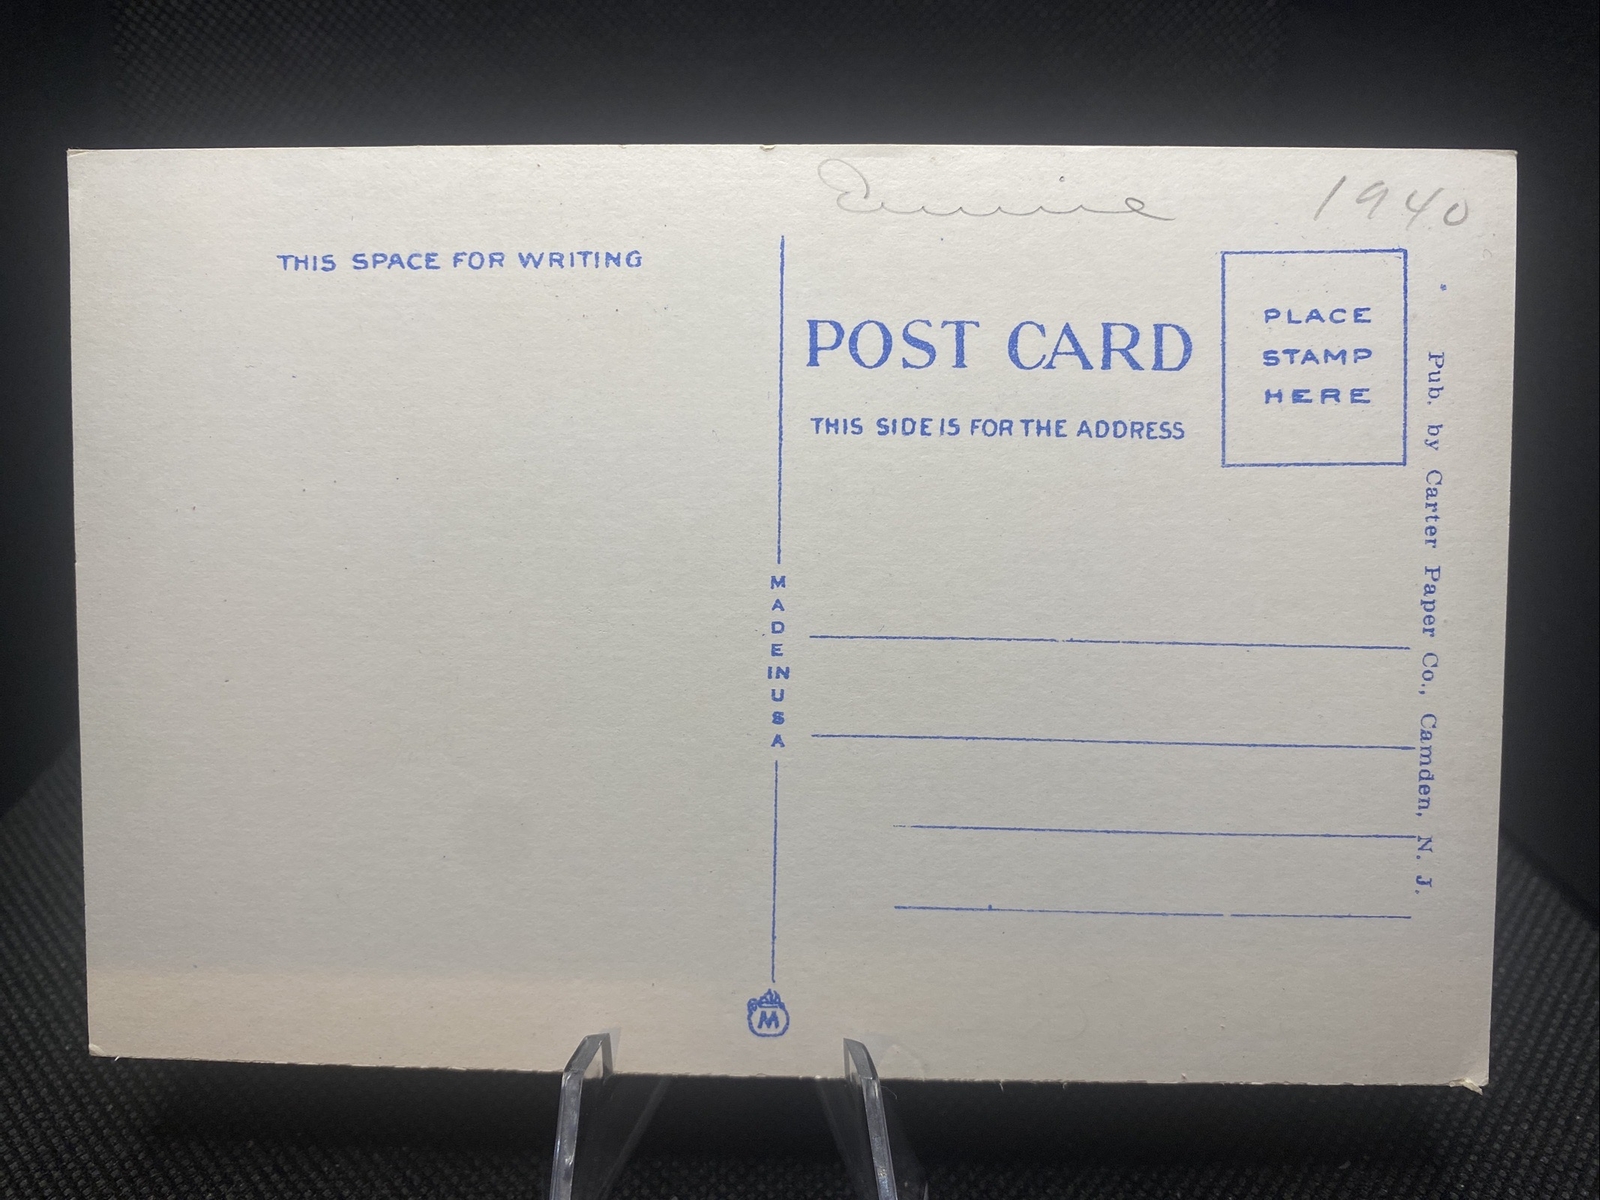 1940
THIS SPACE FOR WRITING
POST CARD
THIS SIDE IS FOR THE ADDRESS
PLACE
STAMP
HERE
Pub. by Carter Paper Co., Camden, N. J.
MADE IN USA
M